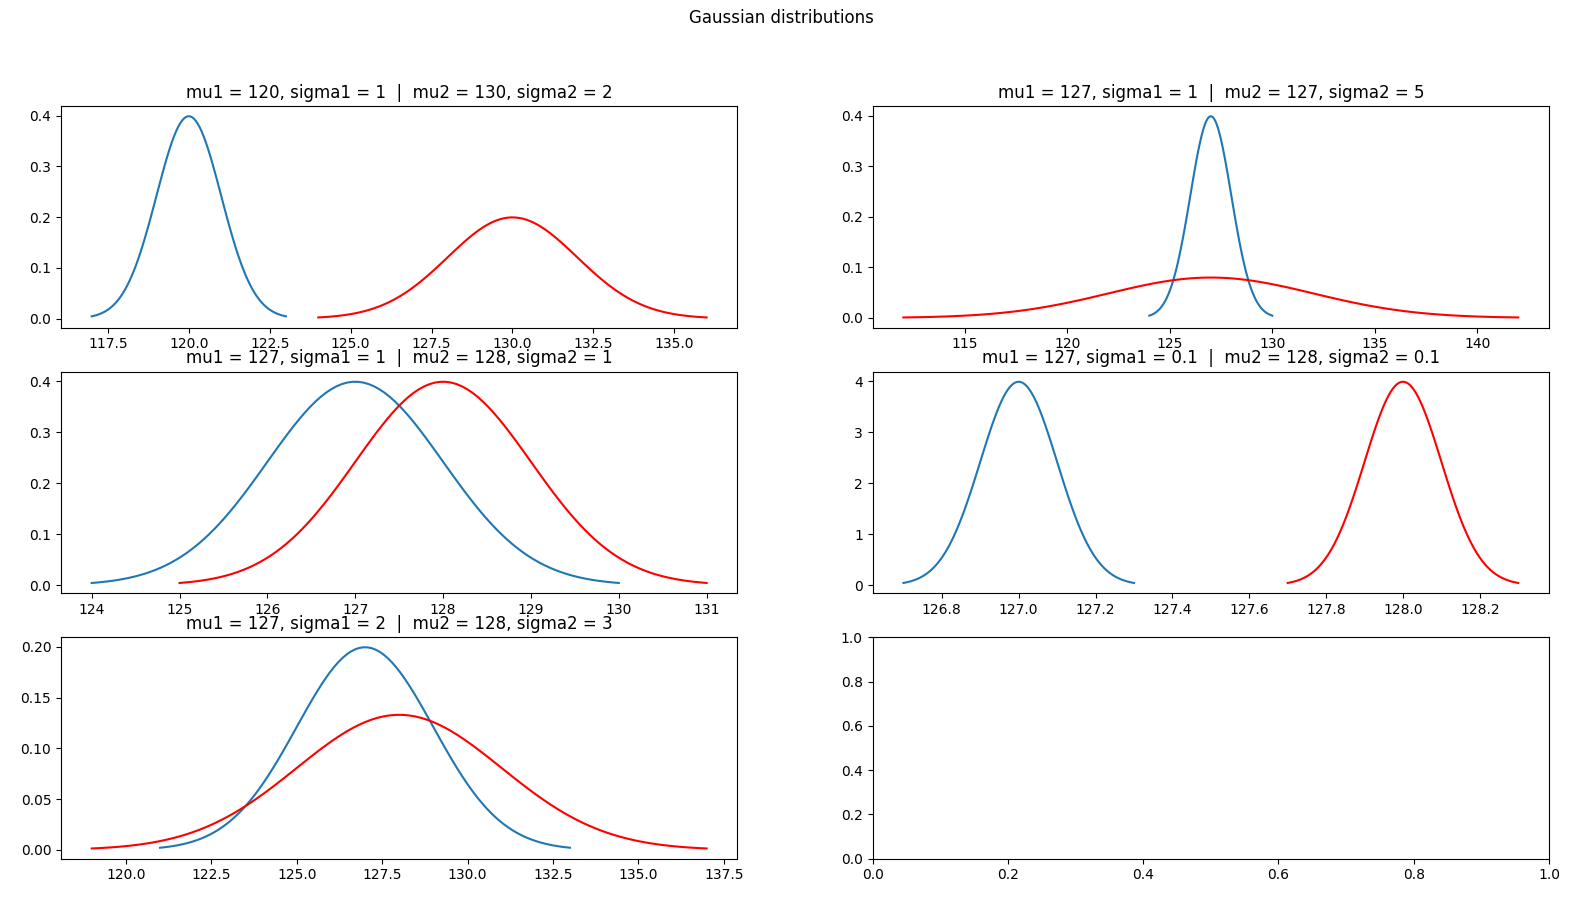 Gaussian distributions
mu1 = 120, sigma1 = 1 | mu2 = 130, sigma2 = 2
0.4
0.3
0.2
0.1
0.0
117.5 120.0 122.5 125.0 127.5 130.0 132.5 135.0
mu1 = 127, sigma1 = 1 | mu2 = 127, sigma2 = 5
0.4
0.3
0.2
0.1
0.0
115 120 125 130 135 140
mu1 = 127, sigma1 = 1 | mu2 = 128, sigma2 = 1
0.4
0.3
0.2
0.1
0.0
124 125 126 127 128 129 130 131
mu1 = 127, sigma1 = 0.1 | mu2 = 128, sigma2 = 0.1
4
3
2
1
0
126.8 127.0 127.2 127.4 127.6 127.8 128.0 128.2
mu1 = 127, sigma1 = 2 | mu2 = 128, sigma2 = 3
0.20
0.15
0.10
0.05
0.00
120.0 122.5 125.0 127.5 130.0 132.5 135.0 137.5
1.0
0.8
0.6
0.4
0.2
0.0
0.0 0.2 0.4 0.6 0.8 1.0